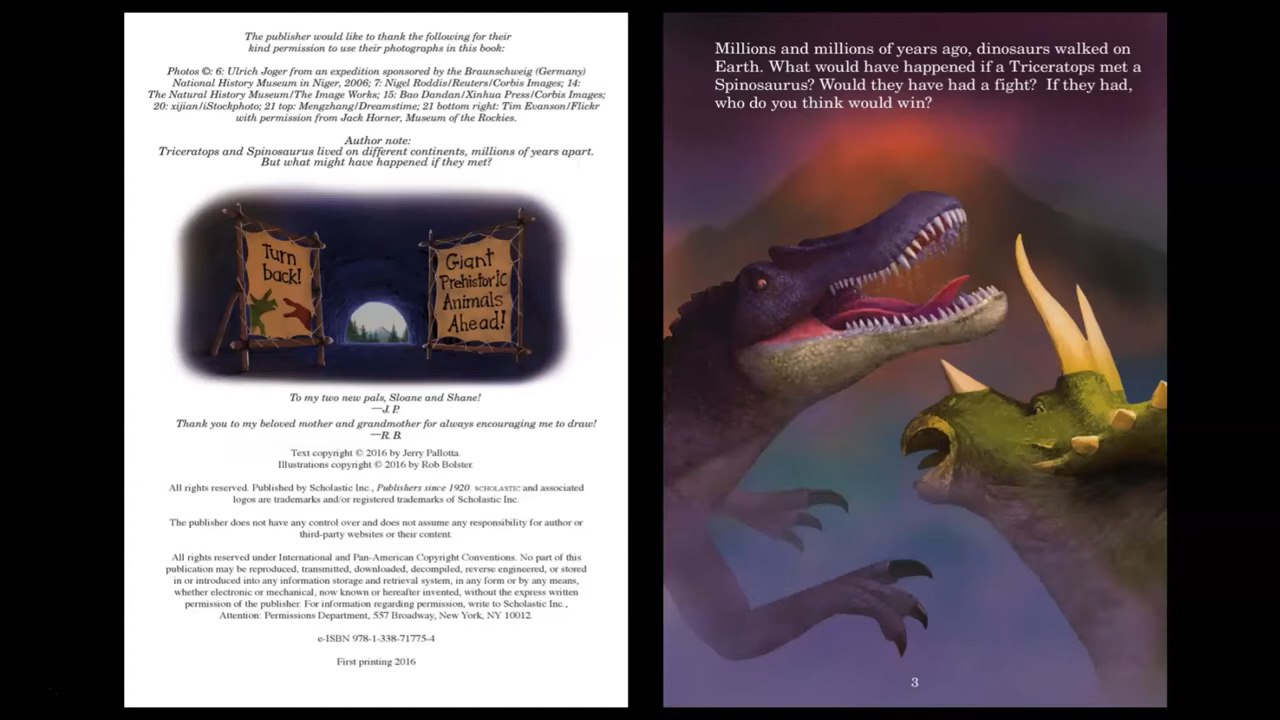 The publisher would like to thank the following for their
kind permission to use their photographs in this book:
Photos ©: 6: Ulrich Joger from an expedition sponsored by the Braunschweig (Germany)
National History Museum in Niger, 2006; 7: Nigel Roddis/Reuters/Corbis Images; 14:
The Natural History Museum/The Image Works; 15: Bao Dandan/Xinhua Press/Corbis Images;
20: xijian/iStockphoto; 21 top: Mengzhang/Dreamstime; 21 bottom right: Tim Evanson/Flickr
with permission from Jack Horner, Museum of the Rockies.
Author note:
Triceratops and Spinosaurus lived on different continents, millions of years apart.
But what might have happened if they met?
Turn
back!
Giant
Prehistoric
Animals
Ahead!
To my two new pals, Sloane and Shane!
—J. P.
Thank you to my beloved mother and grandmother for always encouraging me to draw!
—R. B.
Text copyright © 2016 by Jerry Pallotta.
Illustrations copyright © 2016 by Rob Bolster.
All rights reserved. Published by Scholastic Inc., Publishers since 1920. SCHOLASTIC and associated
logos are trademarks and/or registered trademarks of Scholastic Inc.
The publisher does not have any control over and does not assume any responsibility for author or
third-party websites or their content.
All rights reserved under International and Pan-American Copyright Conventions. No part of this
publication may be reproduced, transmitted, downloaded, decompiled, reverse engineered, or stored
in or introduced into any information storage and retrieval system, in any form or by any means,
whether electronic or mechanical, now known or hereafter invented, without the express written
permission of the publisher. For information regarding permission, write to Scholastic Inc.,
Attention: Permissions Department, 557 Broadway, New York, NY 10012.
e-ISBN 978-1-338-71775-4
First printing 2016
Millions and millions of years ago, dinosaurs walked on
Earth. What would have happened if a Triceratops met a
Spinosaurus? Would they have had a fight? If they had,
who do you think would win?
3